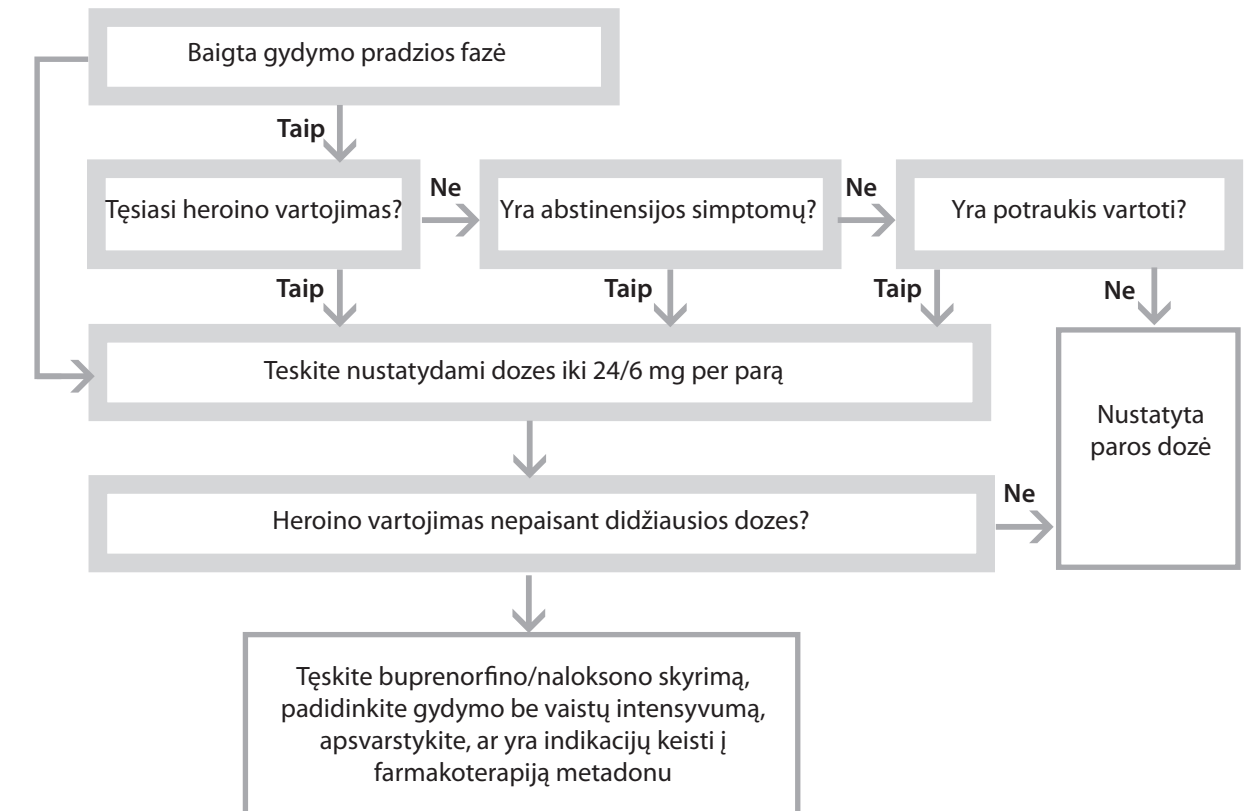 Baigta gydymo pradzios fazė
Taip
Tęsiasi heroino vartojimas?
Ne
Yra abstinensijos simptomų?
Ne
Yra potraukis vartoti?
Taip
Taip
Taip
Ne
Teskite nustatydami dozes iki 24/6 mg per parą
Nustatyta
paros dozė
Heroino vartojimas nepaisant didžiausios dozes?
Ne
Tęskite buprenorfino/naloksono skyrimą,
padidinkite gydymo be vaistų intensyvumą,
apsvarstykite, ar yra indikacijų keisti į
farmakoterapiją metadonu